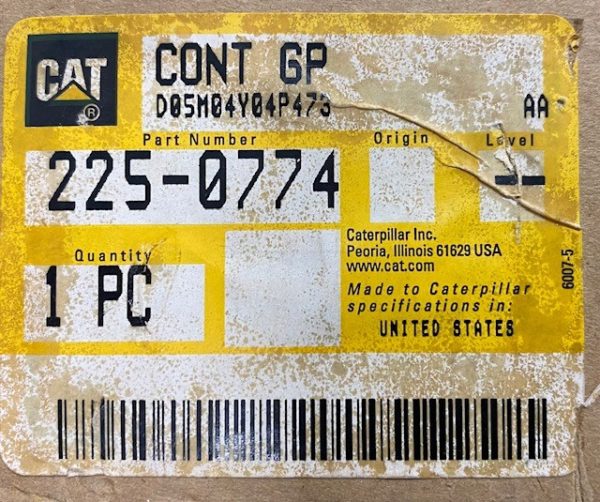 CAT®
CONT GP
D05M04Y04P473
AA
Part Number
Origin
Level
225-0774
--
Quantity
1 PC
Caterpillar Inc.
Peoria, Illinois 61629 USA
www.cat.com
Made to Caterpillar
specifications in:
UNITED STATES
6007-5